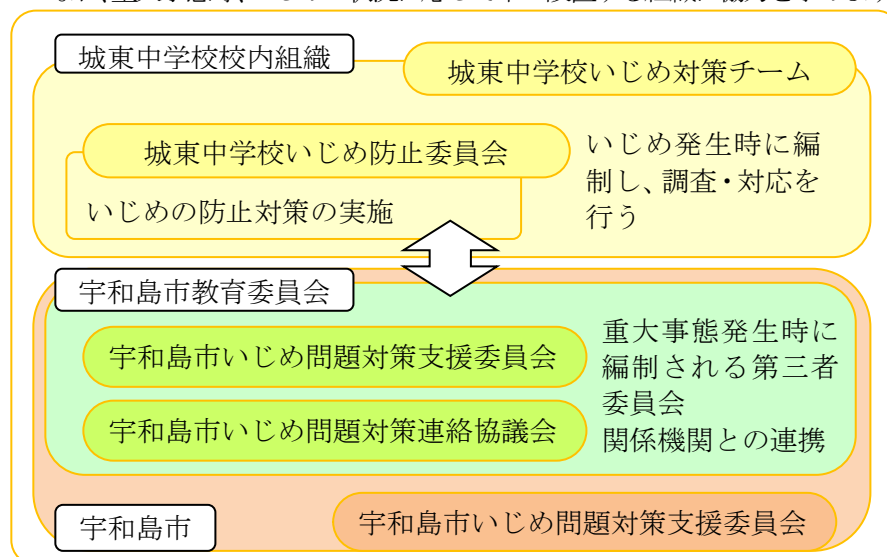 城東中学校校内組織
城東中学校いじめ対策チーム
城東中学校いじめ防止委員会
いじめの防止対策の実施
いじめ発生時に編
制し、調査・対応を
行う
宇和島市教育委員会
宇和島市いじめ問題対策支援委員会
宇和島市いじめ問題対策連絡協議会
重大事態発生時に
編制される第三者
委員会
関係機関との連携
宇和島市
宇和島市いじめ問題対策支援委員会